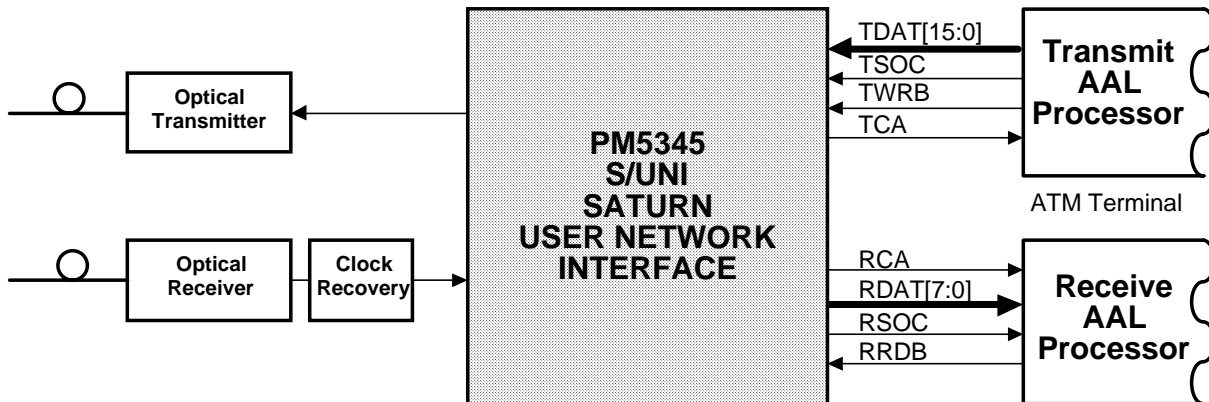 Optical
Transmitter
Optical
Receiver
Clock
Recovery
PM5345
S/UNI
SATURN
USER NETWORK
INTERFACE
TDAT[15:0]
TSOC
TWRB
TCA
Transmit
AAL
Processor
ATM Terminal
RCA
RDAT[7:0]
RSOC
RRDB
Receive
AAL
Processor